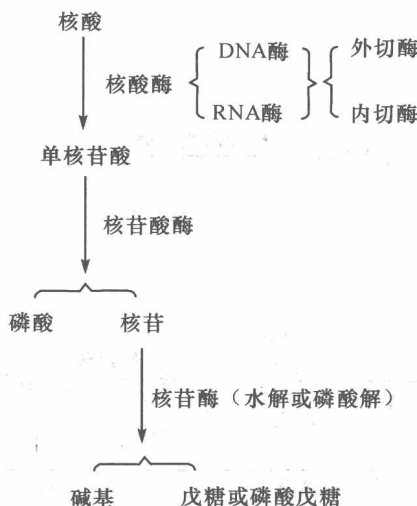 核酸
核酸酶 DNA酶 外切酶
RNA酶 内切酶
单核苷酸
核苷酸酶
磷酸 核苷
核苷酶（水解或磷酸解）
碱基 戊糖或磷酸戊糖